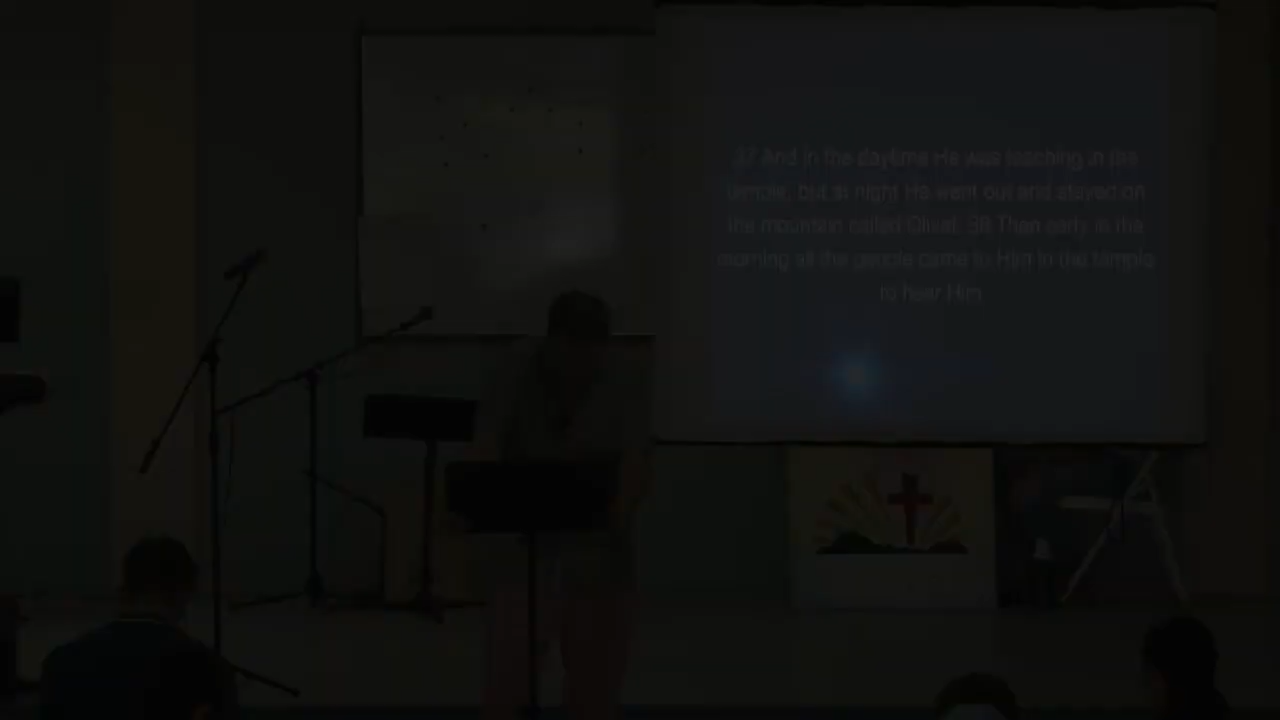 37 And in the daytime He was teaching in the
temple, but at night He went out and stayed on
the mountain called Olivet. 38 Then early in the
morning all the people came to Him in the temple
to hear Him